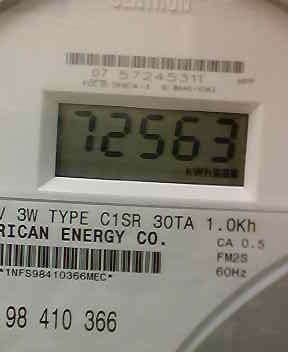 CENTRON
07 57245311
72563
kWh
V 3W TYPE C1SR 30TA 1.0Kh
RICAN ENERGY CO.
CA 0.5
FM2S
60Hz
*1NFS98410366MEC*
98 410 366